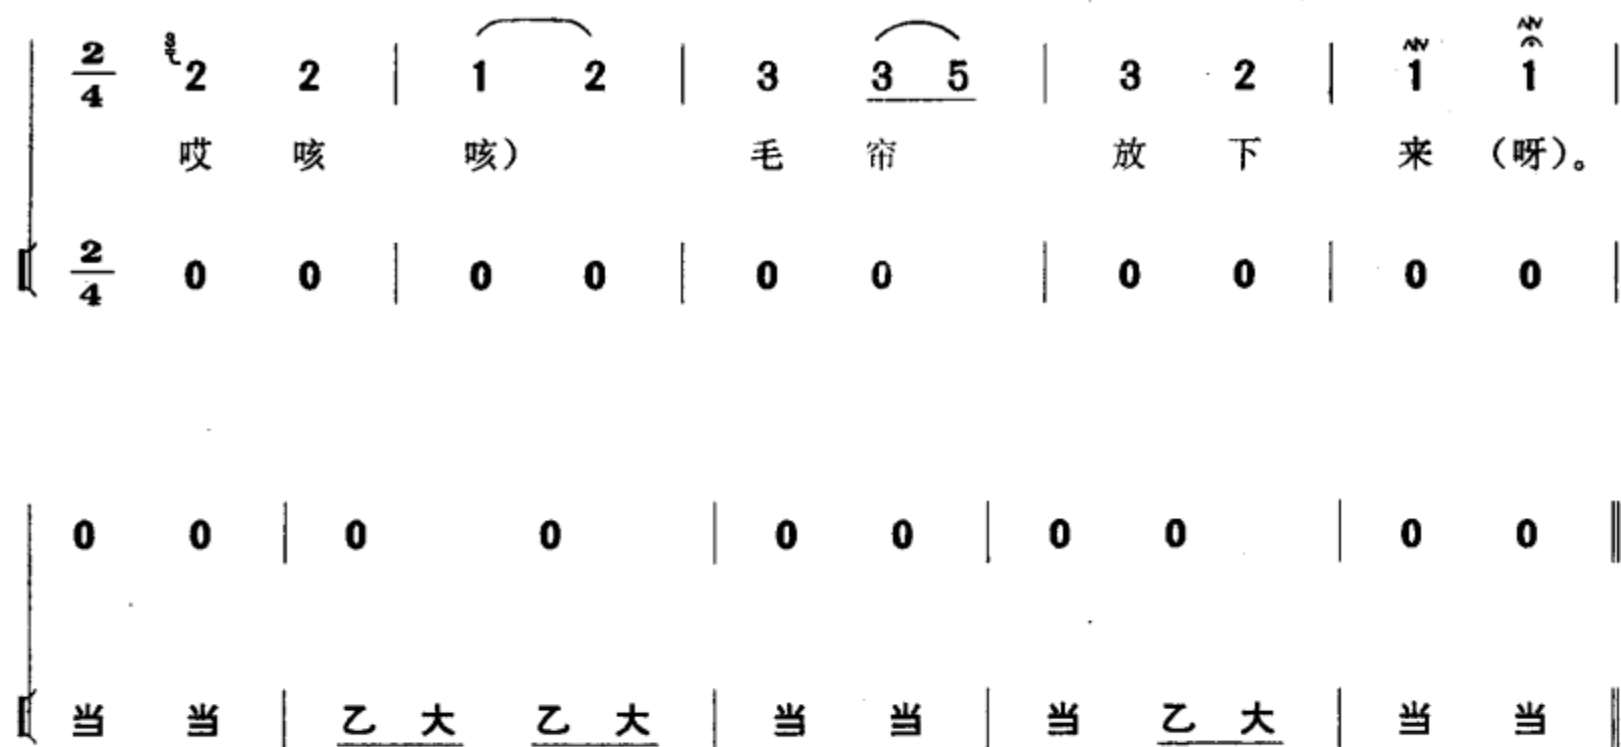 2/4 2 2 | 1 2 | 3 3 5 | 3 2 | 1 1 |
哎 咳 咳） 毛 帘 放 下 来 （呀）。
2/4 0 0 | 0 0 | 0 0 | 0 0 | 0 0 |
0 0 | 0 0 | 0 0 | 0 0 | 0 0 ‖
当 当 | 乙 大 乙 大 | 当 当 | 当 乙 大 | 当 当 ‖